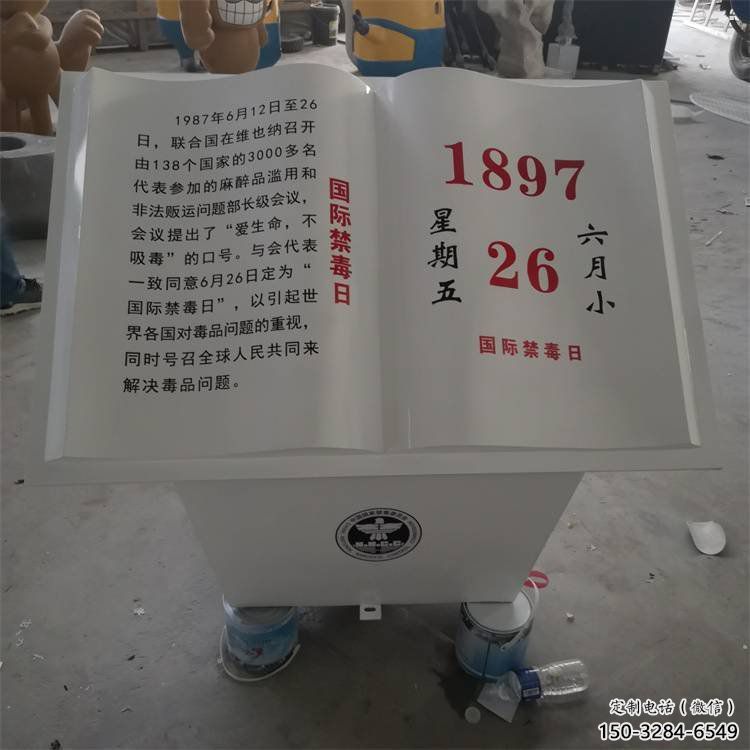 1987年6月12日至26
日，联合国在维也纳召开
由138个国家的3000多名
代表参加的麻醉品滥用和
非法贩运问题部长级会议，
会议提出了“爱生命，不
吸毒”的口号。与会代表
一致同意6月26日定为“
国际禁毒日”，以引起世
界各国对毒品问题的重视，
同时号召全球人民共同来
解决毒品问题。
国际禁毒日
1897
星期五
26
六月小
国际禁毒日
定制电话（微信）
150-3284-6549